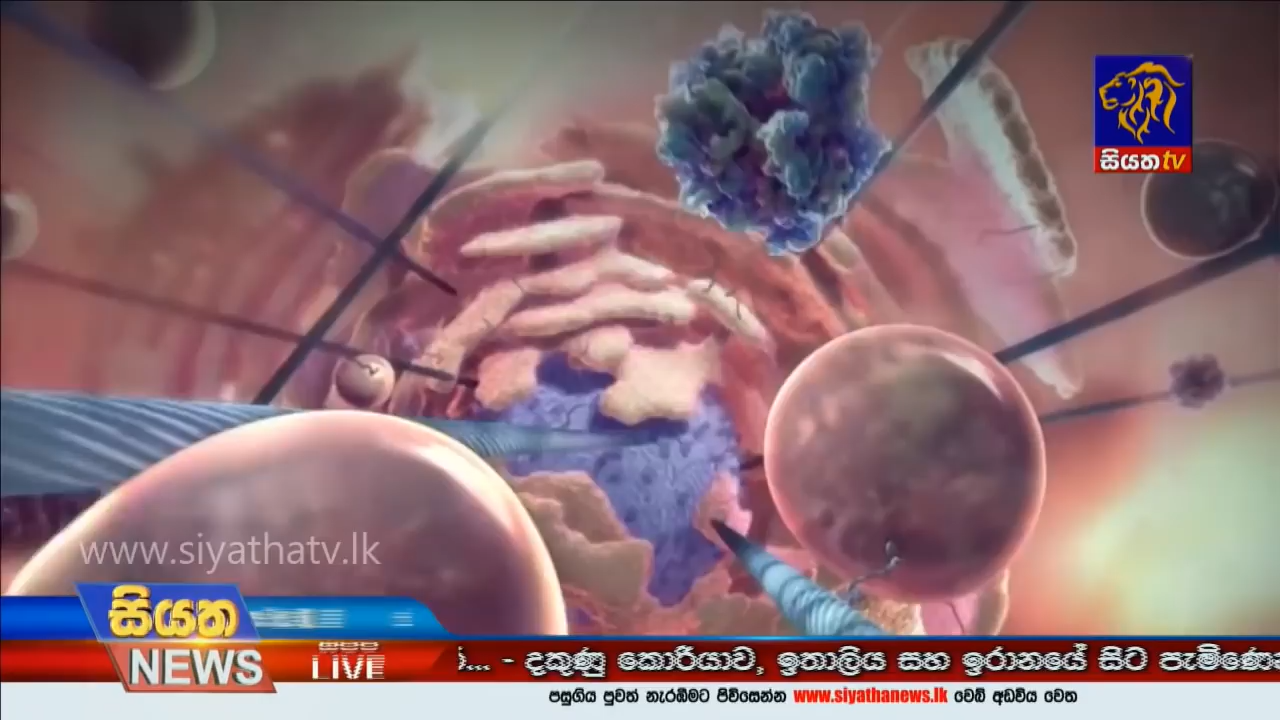 සියත tv
www.siyathatv.lk
සියත
NEWS
LIVE
... - දකුණු කොරියාව, ඉතාලිය සහ ඉරානයේ සිට පැමිණෙ
පසුගිය පුවත් නැරඹීමට පිවිසෙන්න www.siyathanews.lk වෙබ් අඩවිය වෙත